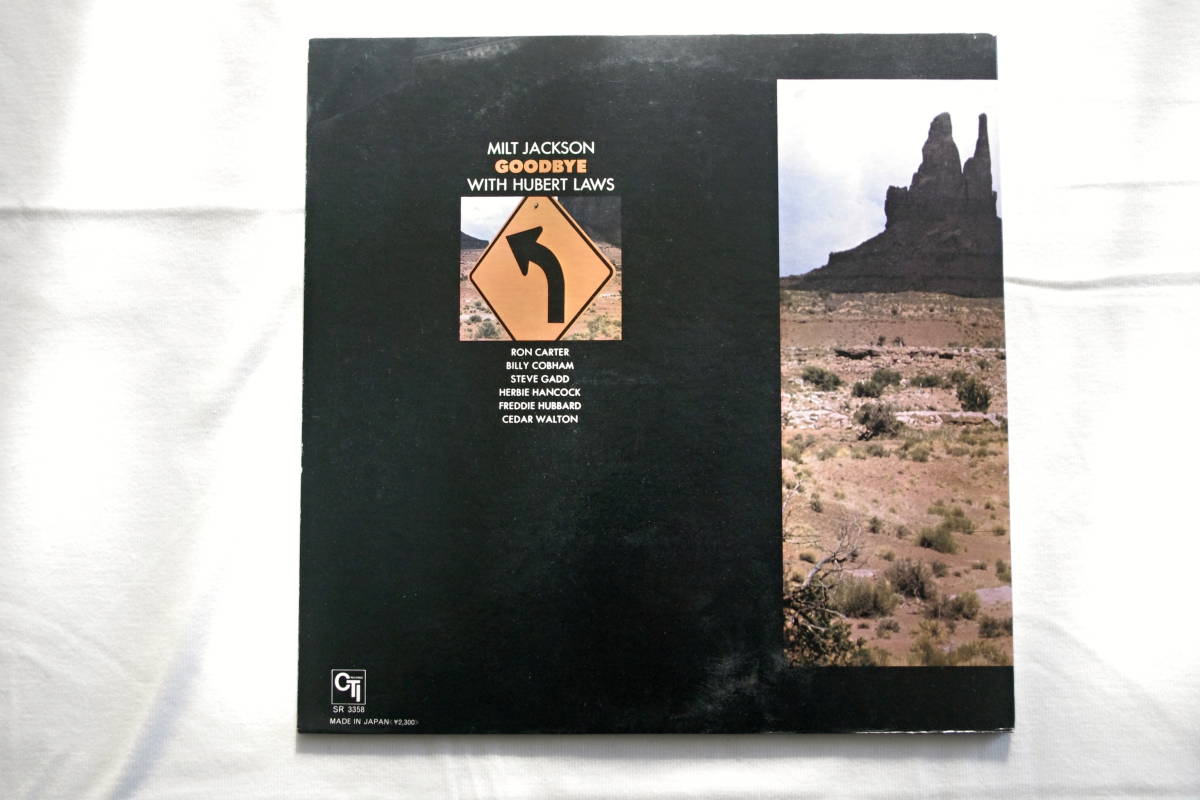 MILT JACKSON
GOODBYE
WITH HUBERT LAWS
RON CARTER
BILLY COBHAM
STEVE GADD
HERBIE HANCOCK
FREDDIE HUBBARD
CEDAR WALTON
CTI
SR 3358
MADE IN JAPAN〈¥2,300〉